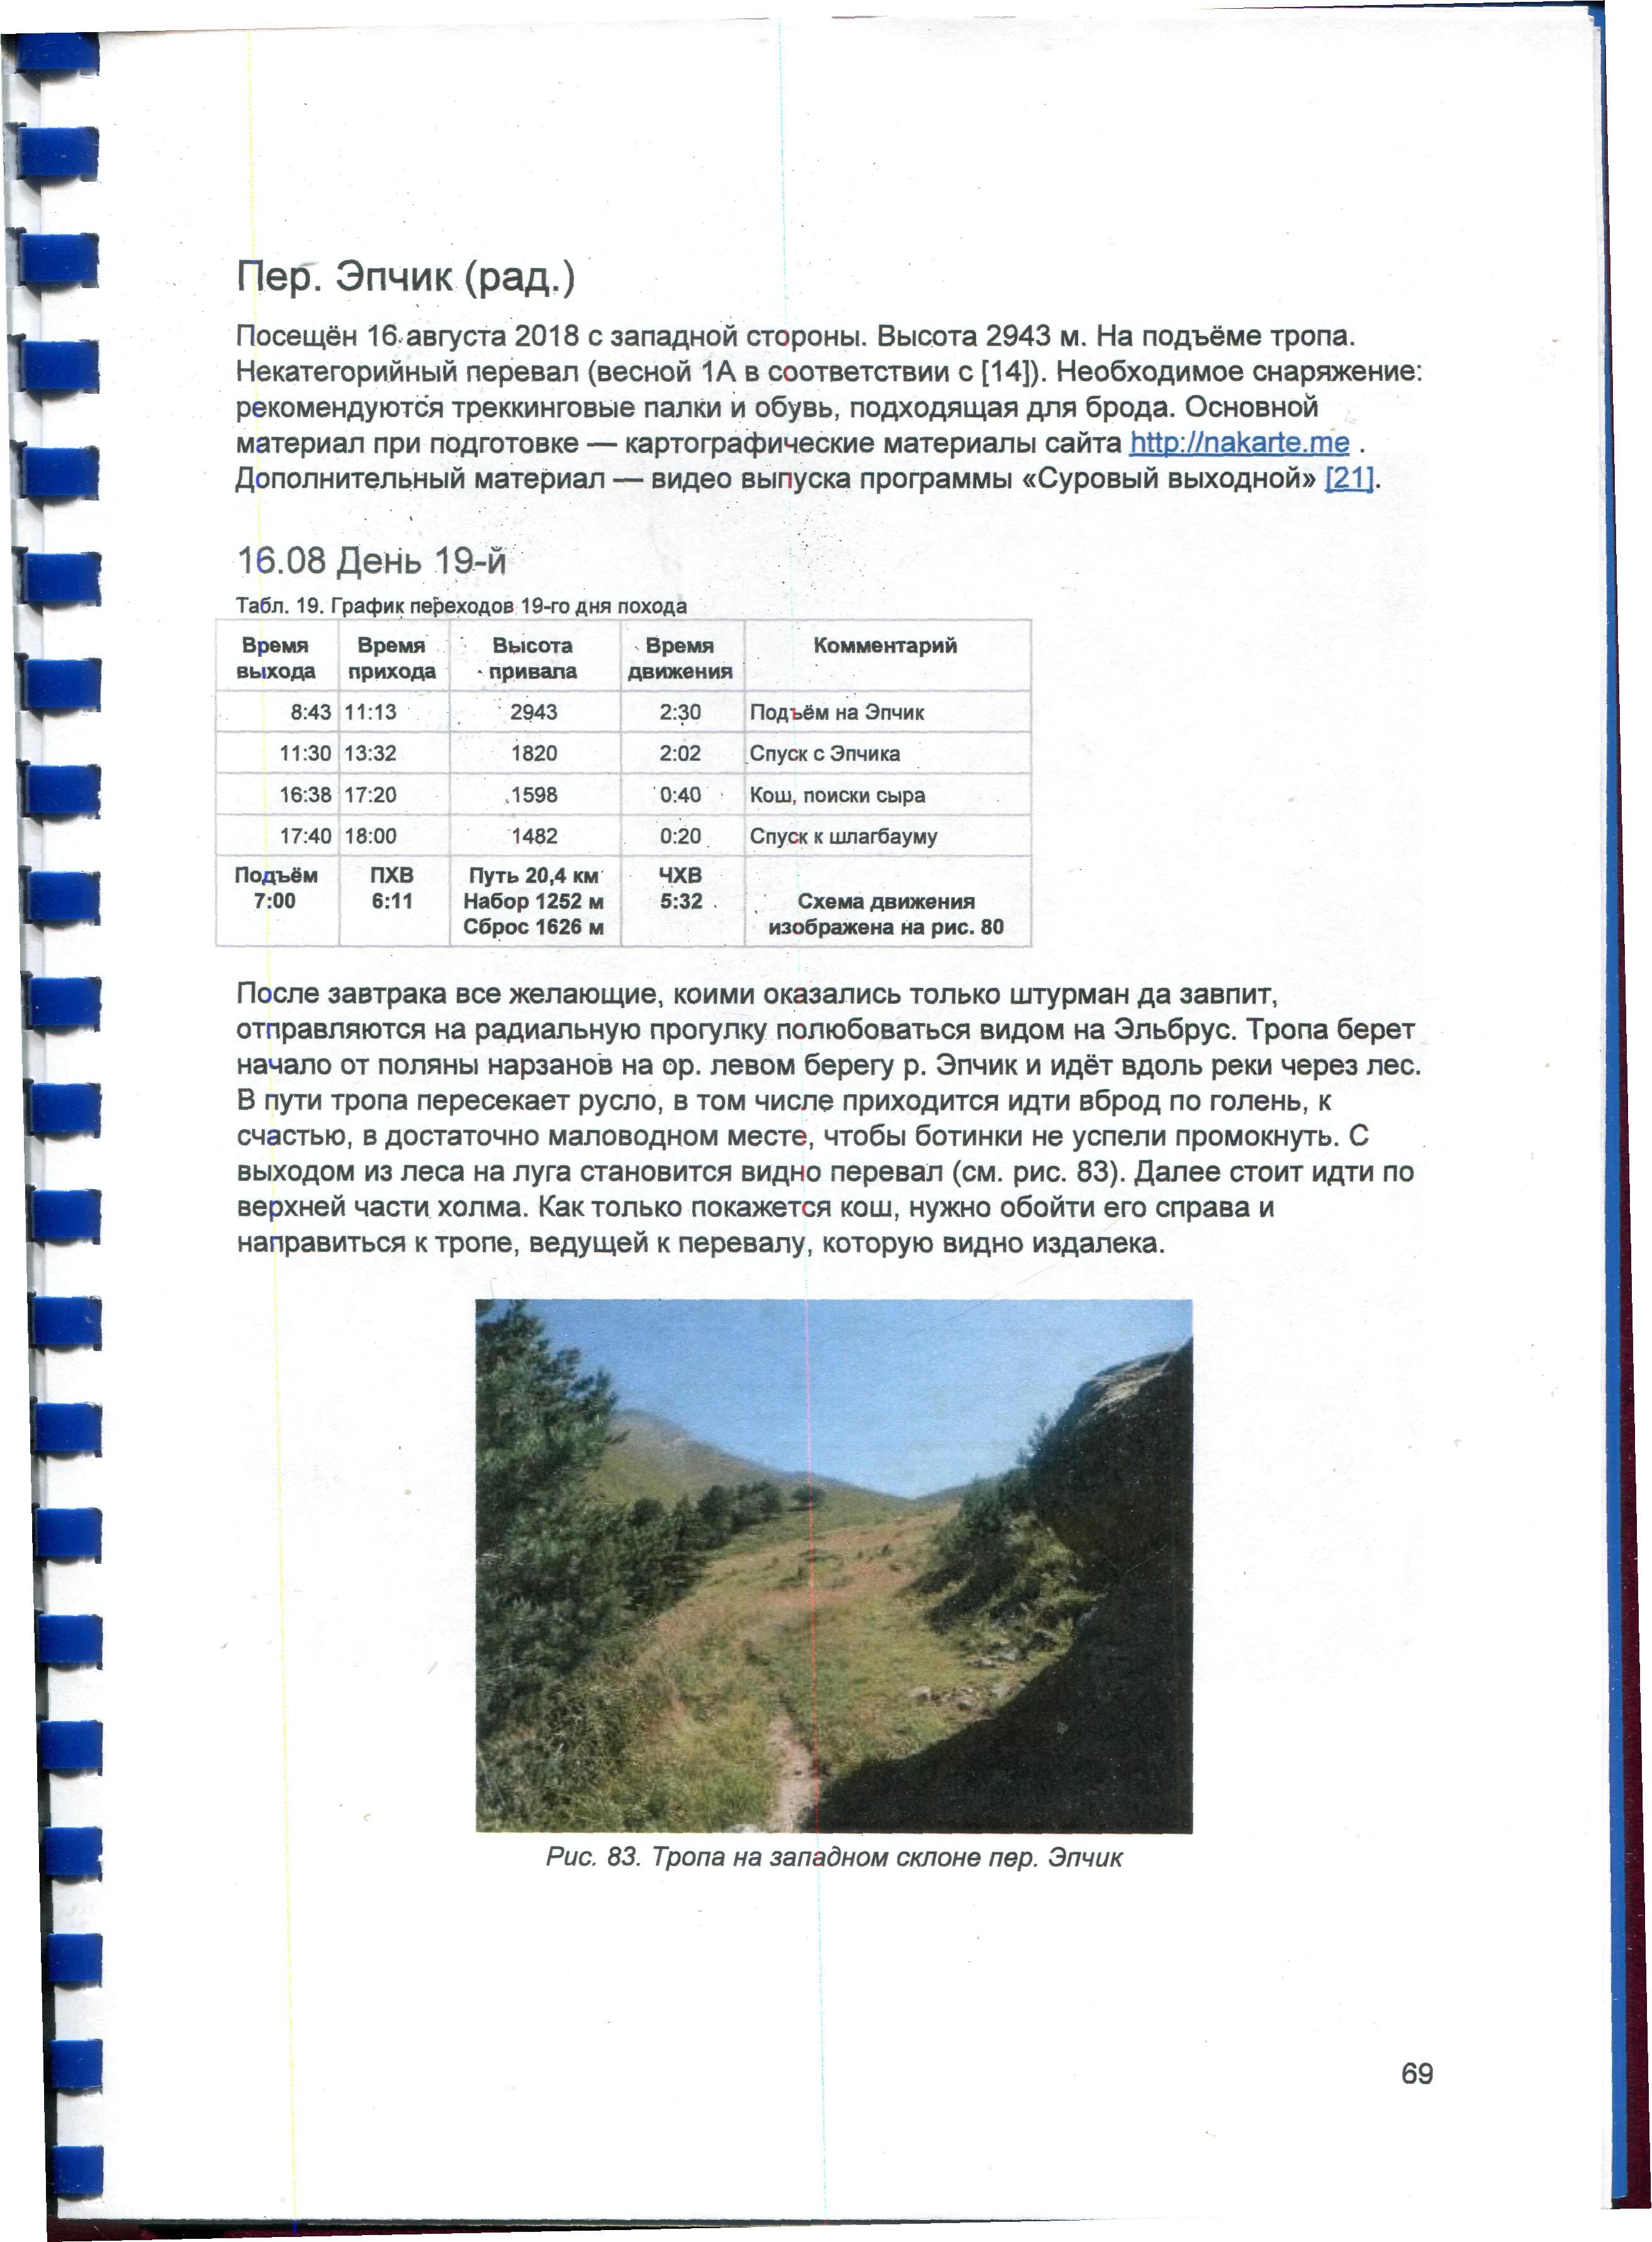 Пер. Эпчик (рад.)
Посещён 16 августа 2018 с западной стороны. Высота 2943 м. На подъёме тропа.
Некатегорийный перевал (весной 1А в соответствии с [14]). Необходимое снаряжение:
рекомендуются треккинговые палки и обувь, подходящая для брода. Основной
материал при подготовке — картографические материалы сайта http://nakarte.me .
Дополнительный материал — видео выпуска программы «Суровый выходной» [21].
16.08 День 19-й
Табл. 19. График переходов 19-го дня похода
Время выхода Время прихода Высота привала Время движения Комментарий
8:43 11:13 2943 2:30 Подъём на Эпчик
11:30 13:32 1820 2:02 Спуск с Эпчика
16:38 17:20 1598 0:40 Кош, поиски сыра
17:40 18:00 1482 0:20 Спуск к шлагбауму
Подъём 7:00 ПХВ 6:11 Путь 20,4 км Набор 1252 м Сброс 1626 м ЧХВ 5:32 Схема движения изображена на рис. 80
После завтрака все желающие, коими оказались только штурман да завпит,
отправляются на радиальную прогулку полюбоваться видом на Эльбрус. Тропа берет
начало от поляны нарзанов на ор. левом берегу р. Эпчик и идёт вдоль реки через лес.
В пути тропа пересекает русло, в том числе приходится идти вброд по голень, к
счастью, в достаточно маловодном месте, чтобы ботинки не успели промокнуть. С
выходом из леса на луга становится видно перевал (см. рис. 83). Далее стоит идти по
верхней части холма. Как только покажется кош, нужно обойти его справа и
направиться к тропе, ведущей к перевалу, которую видно издалека.
Рис. 83. Тропа на западном склоне пер. Эпчик
69